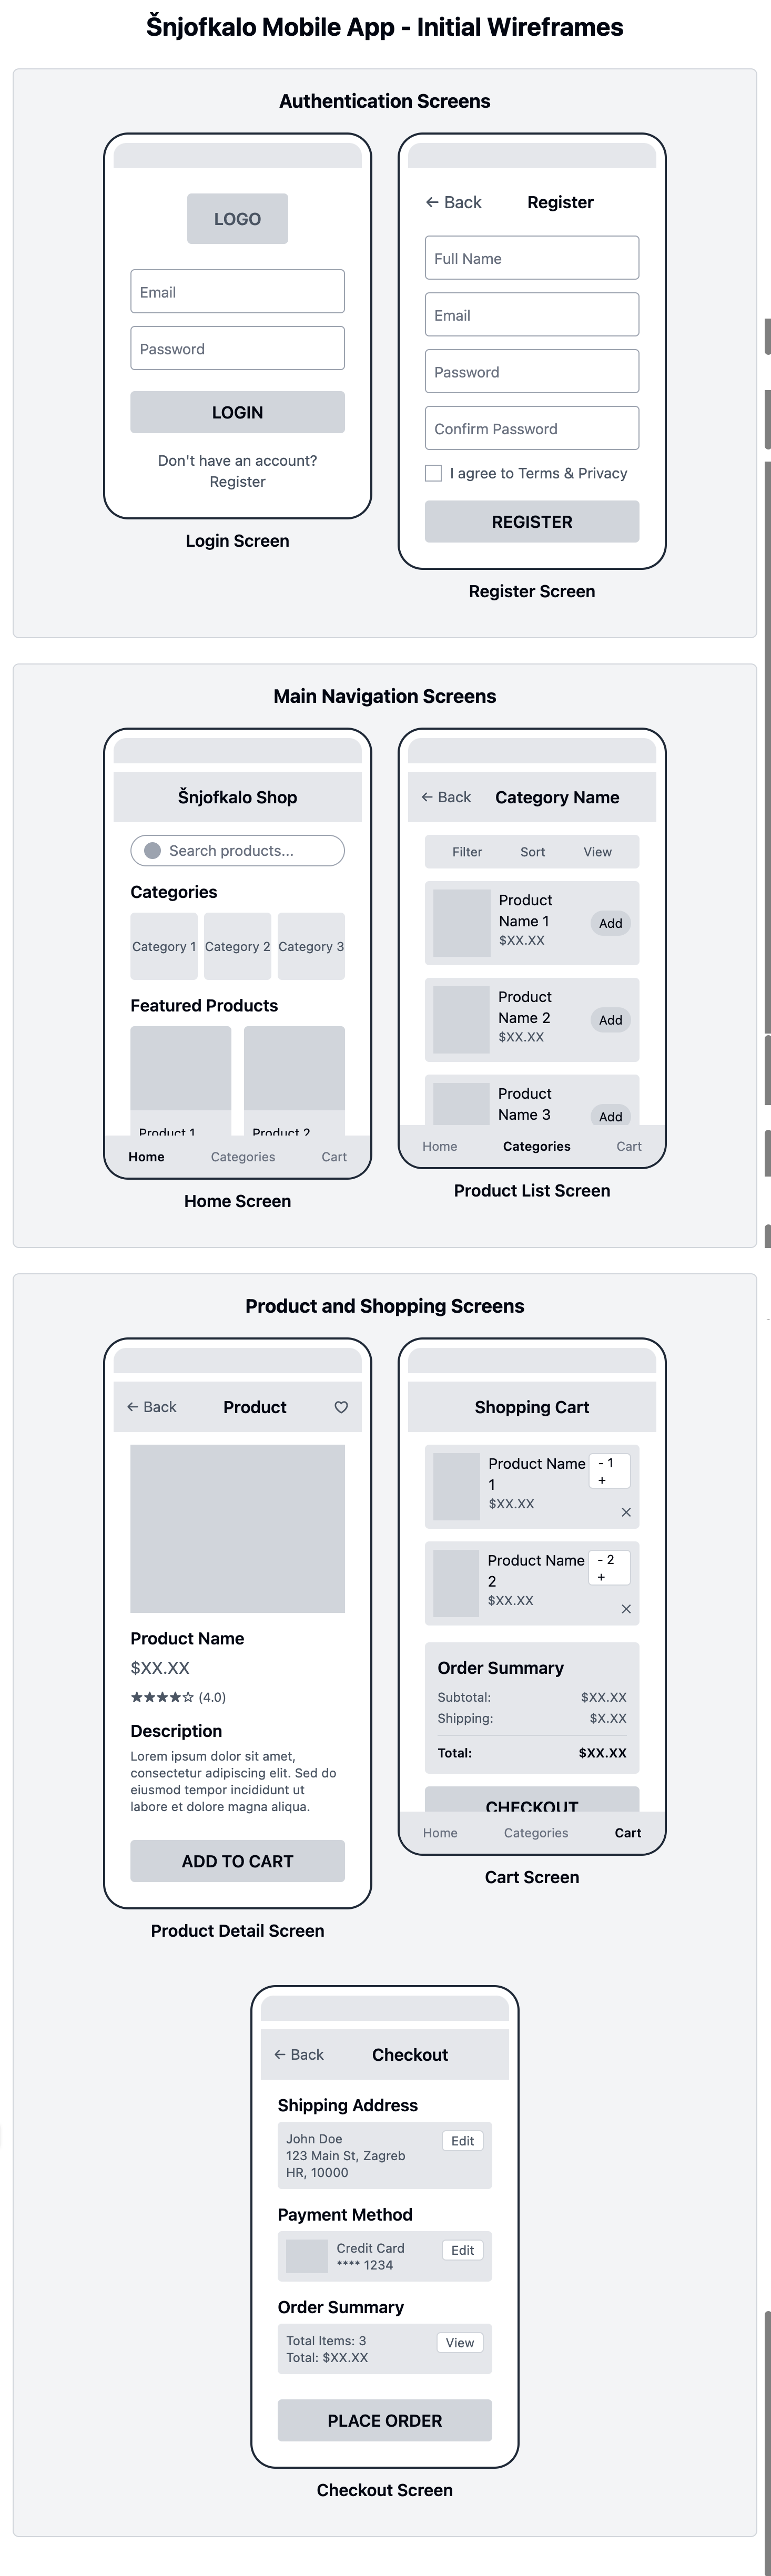 Šnjofkalo Mobile App - Initial Wireframes
Authentication Screens
LOGO
Email
Password
LOGIN
Don't have an account?
Register
Login Screen
← Back
Register
Full Name
Email
Password
Confirm Password
I agree to Terms & Privacy
REGISTER
Register Screen
Main Navigation Screens
Šnjofkalo Shop
Search products...
Categories
Category 1
Category 2
Category 3
Featured Products
Product 1
Product 2
Home
Categories
Cart
Home Screen
← Back
Category Name
Filter
Sort
View
Product
Name 1
$XX.XX
Add
Product
Name 2
$XX.XX
Add
Product
Name 3
Add
Home
Categories
Cart
Product List Screen
Product and Shopping Screens
← Back
Product
♡
Product Name
$XX.XX
★★★★☆ (4.0)
Description
Lorem ipsum dolor sit amet,
consectetur adipiscing elit. Sed do
eiusmod tempor incididunt ut
labore et dolore magna aliqua.
ADD TO CART
Product Detail Screen
Shopping Cart
Product Name
1
$XX.XX
- 1
+
×
Product Name
2
$XX.XX
- 2
+
×
Order Summary
Subtotal: $XX.XX
Shipping: $X.XX
Total: $XX.XX
CHECKOUT
Home
Categories
Cart
Cart Screen
← Back
Checkout
Shipping Address
John Doe
123 Main St, Zagreb
HR, 10000
Edit
Payment Method
Credit Card
**** 1234
Edit
Order Summary
Total Items: 3
Total: $XX.XX
View
PLACE ORDER
Checkout Screen